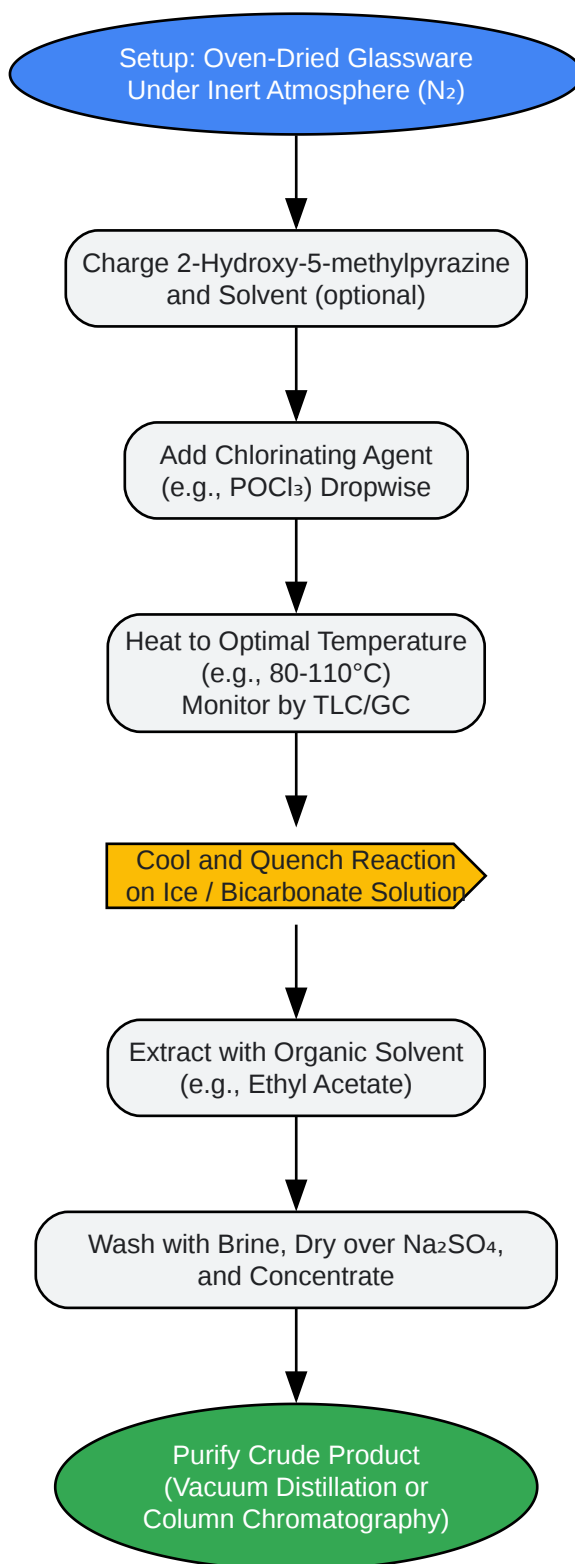 Setup: Oven-Dried Glassware
Under Inert Atmosphere (N₂)
Charge 2-Hydroxy-5-methylpyrazine
and Solvent (optional)
Add Chlorinating Agent
(e.g., POCl₃) Dropwise
Heat to Optimal Temperature
(e.g., 80-110°C)
Monitor by TLC/GC
Cool and Quench Reaction
on Ice / Bicarbonate Solution
Extract with Organic Solvent
(e.g., Ethyl Acetate)
Wash with Brine, Dry over Na₂SO₄,
and Concentrate
Purify Crude Product
(Vacuum Distillation or
Column Chromatography)